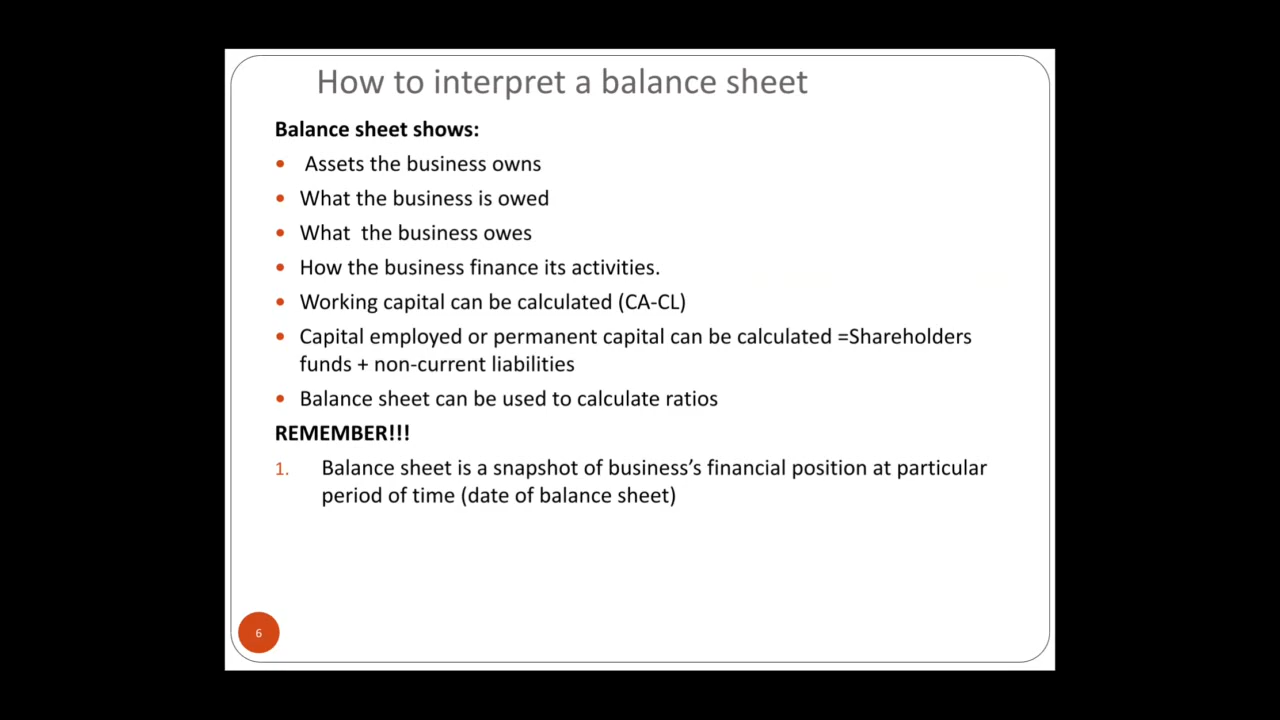 How to interpret a balance sheet
Balance sheet shows:
• Assets the business owns
• What the business is owed
• What  the business owes
• How the business finance its activities.
• Working capital can be calculated (CA-CL)
• Capital employed or permanent capital can be calculated =Shareholders
funds + non-current liabilities
• Balance sheet can be used to calculate ratios
REMEMBER!!!
1. Balance sheet is a snapshot of business’s financial position at particular
period of time (date of balance sheet)
6